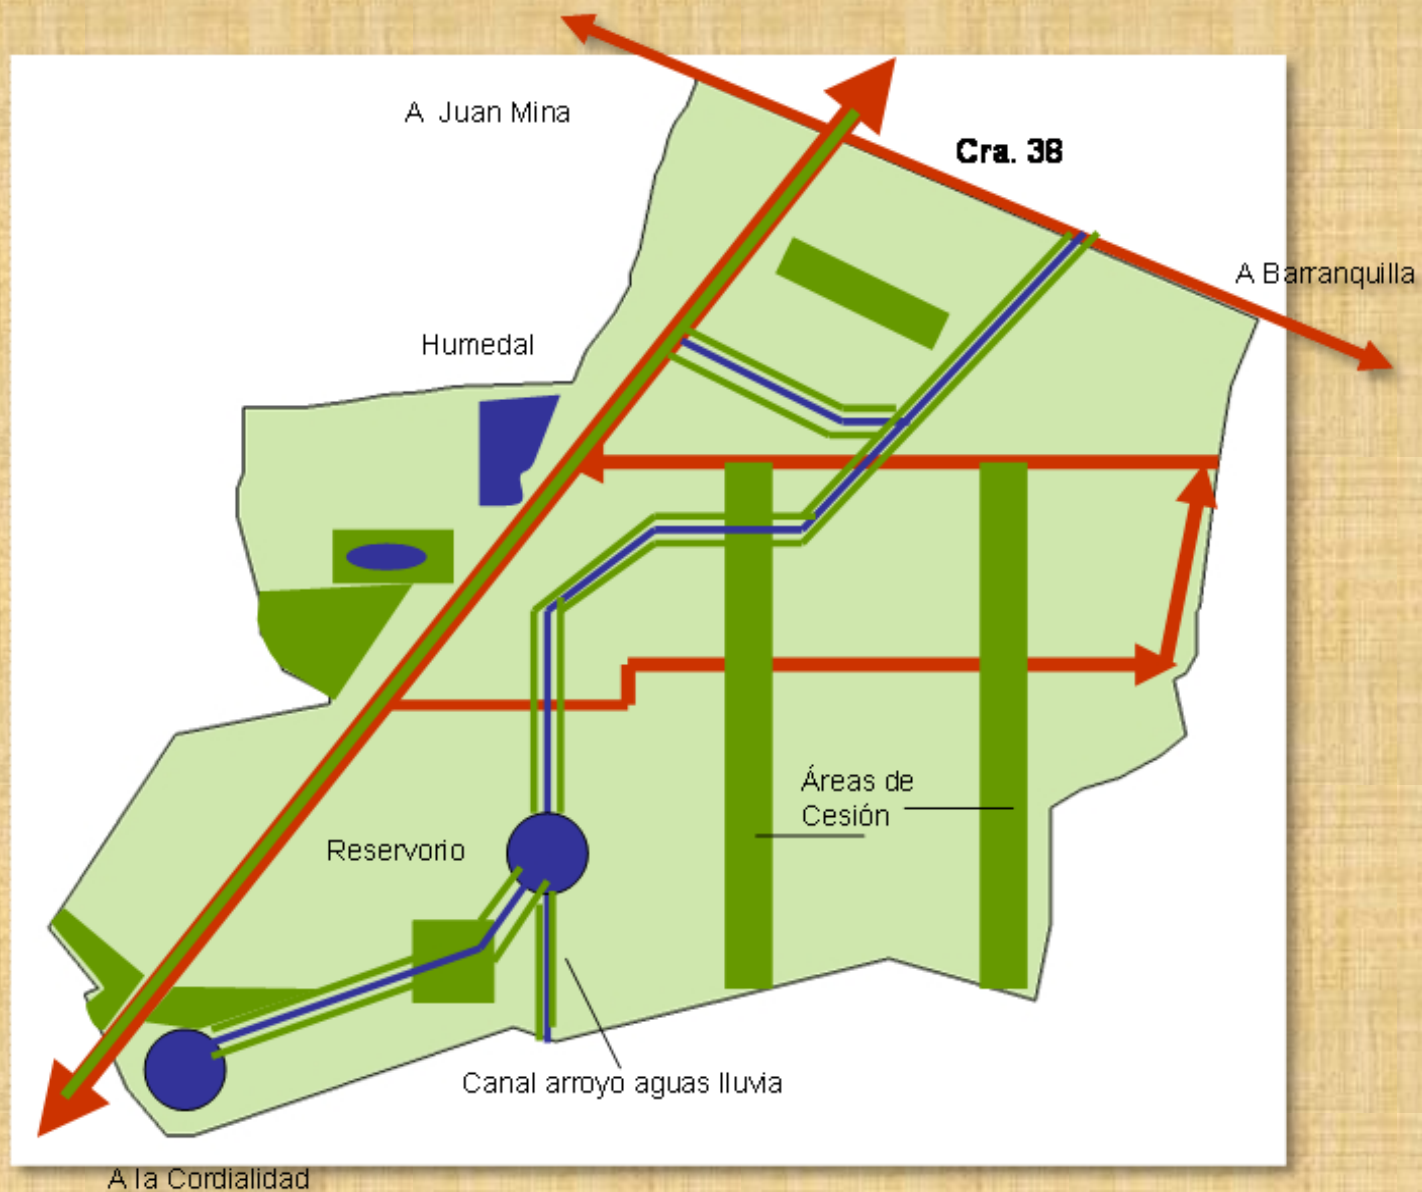 A Juan Mina
Cra. 38
A Barranquilla
Humedal
Áreas de
Cesión
Reservorio
Canal arroyo aguas lluvia
A la Cordialidad